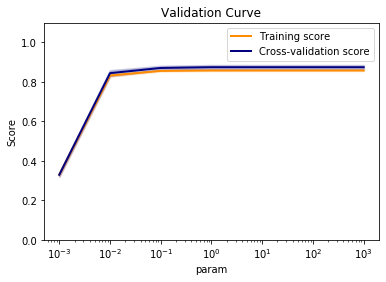 Validation Curve
Training score
Cross-validation score
Score
1.0
0.8
0.6
0.4
0.2
0.0
10⁻³
10⁻²
10⁻¹
10⁰
10¹
10²
10³
param